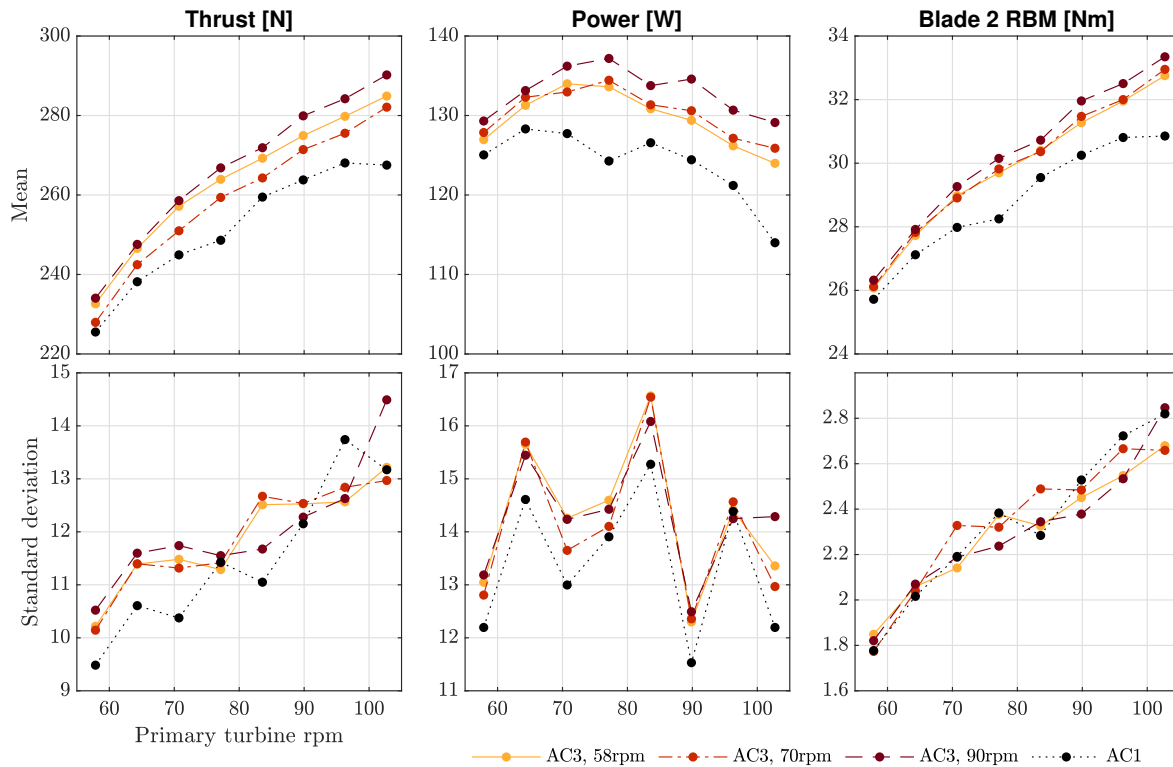 Thrust [N] Power [W] Blade 2 RBM [Nm]
300 140 34
280 130 32
260 120 30
240 110 28
220 100 26
24
Mean
15 17 2.8
14 16 2.6
13 15 2.4
12 14 2.2
11 13 2
10 12 1.8
9 11 1.6
Standard deviation
60 70 80 90 100 60 70 80 90 100 60 70 80 90 100
Primary turbine rpm
AC3, 58rpm AC3, 70rpm AC3, 90rpm AC1